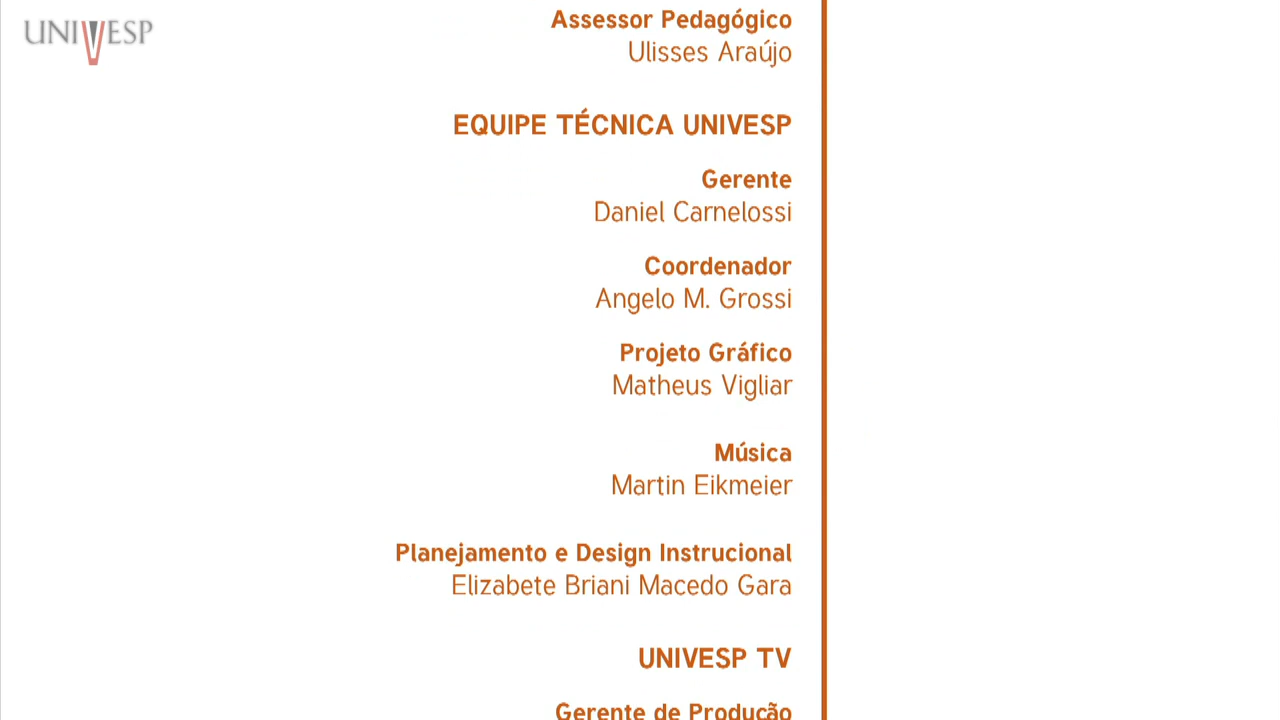 UNIVESP
Assessor Pedagógico
Ulisses Araújo
EQUIPE TÉCNICA UNIVESP
Gerente
Daniel Carnelossi
Coordenador
Angelo M. Grossi
Projeto Gráfico
Matheus Vigliar
Música
Martin Eikmeier
Planejamento e Design Instrucional
Elizabete Briani Macedo Gara
UNIVESP TV
Gerente de Produção